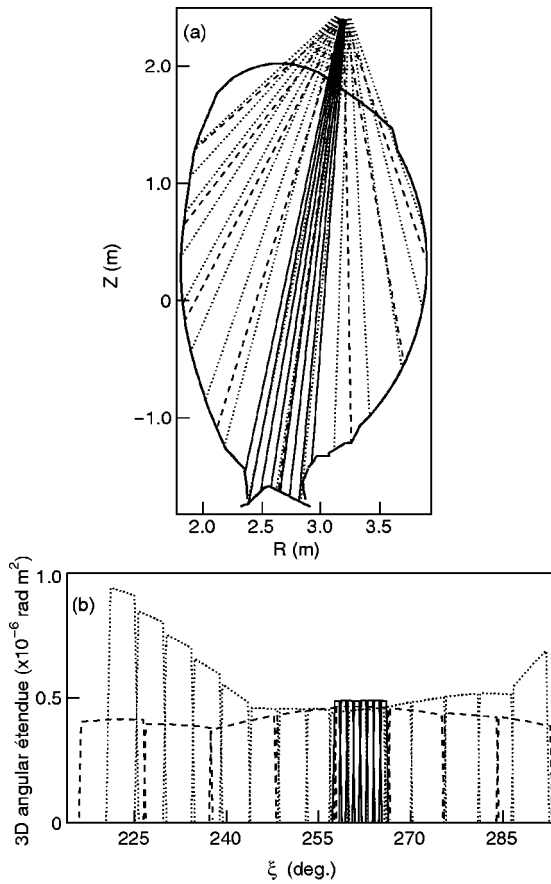 (a)
2.0
1.0
0
−1.0
Z (m)
2.0 2.5 3.0 3.5
R (m)
(b)
1.0
0.5
0
3D angular étendue (x10⁻⁶ rad m²)
225 240 255 270 285
ξ (deg.)